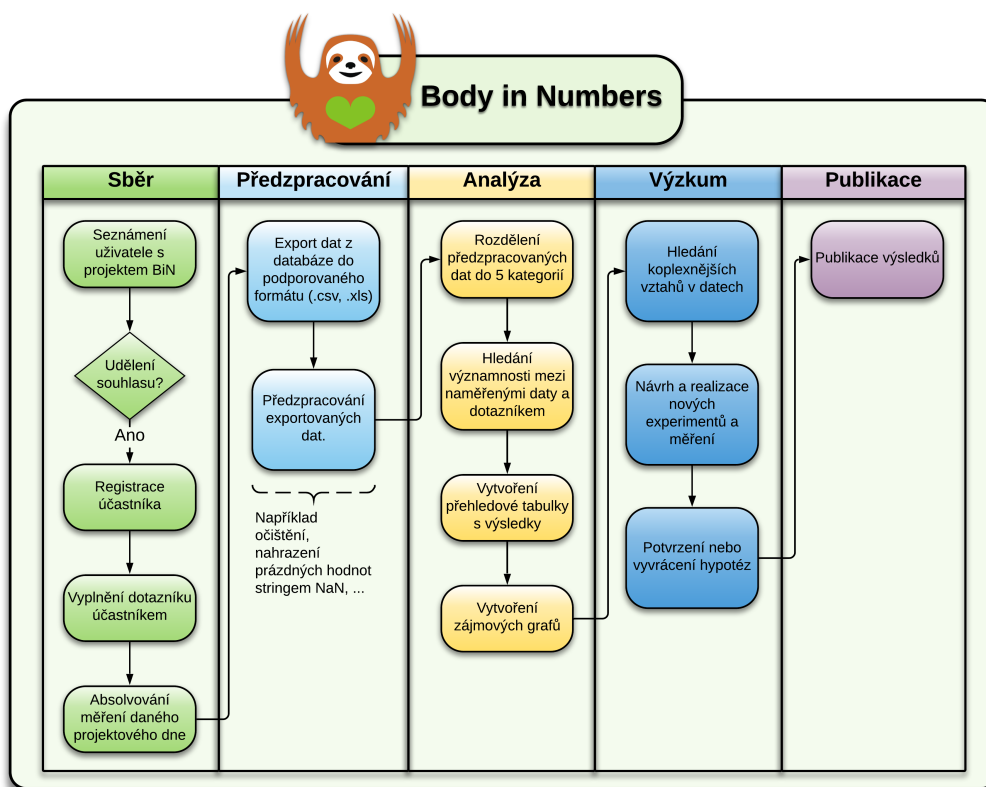 Body in Numbers
Sběr
Předzpracování
Analýza
Výzkum
Publikace
Seznámení
uživatele s
projektem BiN
Udělení
souhlasu?
Ano
Registrace
účastníka
Vyplnění dotazníku
účastníkem
Absolvování
měření daného
projektového dne
Export dat z
databáze do
podporovaného
formátu (.csv, .xls)
Předzpracování
exportovaných
dat.
Například
očištění,
nahrazení
prázdných hodnot
stringem NaN, ...
Rozdělení
předzpracovaných
dat do 5 kategorií
Hledání
významnosti mezi
naměřenými daty a
dotazníkem
Vytvoření
přehledové tabulky
s výsledky
Vytvoření
zájmových grafů
Hledání
koplexnějších
vztahů v datech
Návrh a realizace
nových
experimentů a
měření
Potvrzení nebo
vyvrácení hypotéz
Publikace výsledků